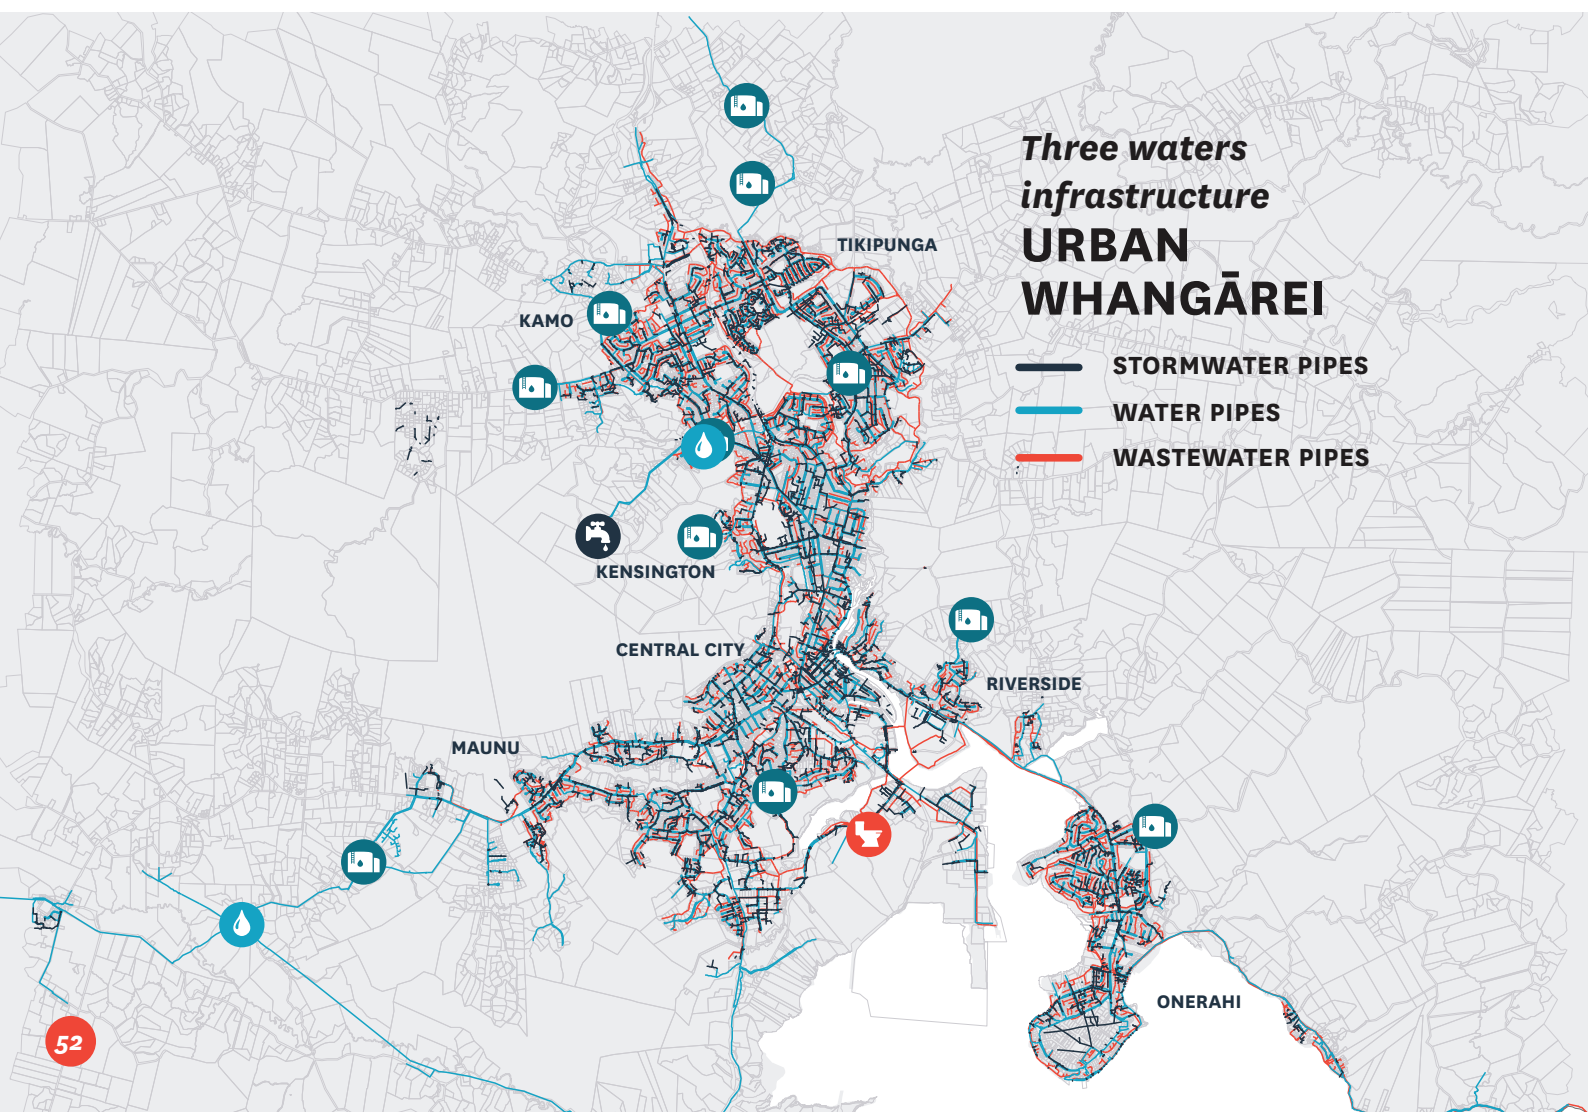 Three waters
infrastructure
URBAN
WHANGĀREI
STORMWATER PIPES
WATER PIPES
WASTEWATER PIPES
TIKIPUNGA
KAMO
KENSINGTON
CENTRAL CITY
RIVERSIDE
MAUNU
ONERAHI
52